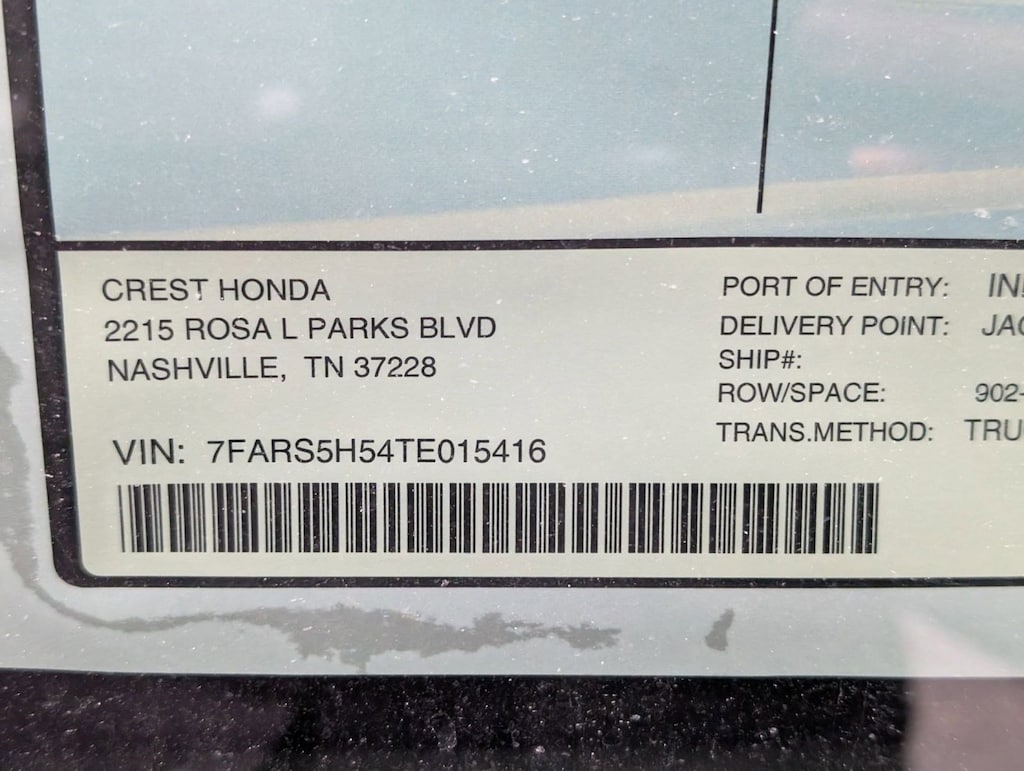 CREST HONDA
2215 ROSA L PARKS BLVD
NASHVILLE, TN 37228
VIN: 7FARS5H54TE015416
PORT OF ENTRY:
DELIVERY POINT:
SHIP#:
ROW/SPACE: 902-
TRANS.METHOD: